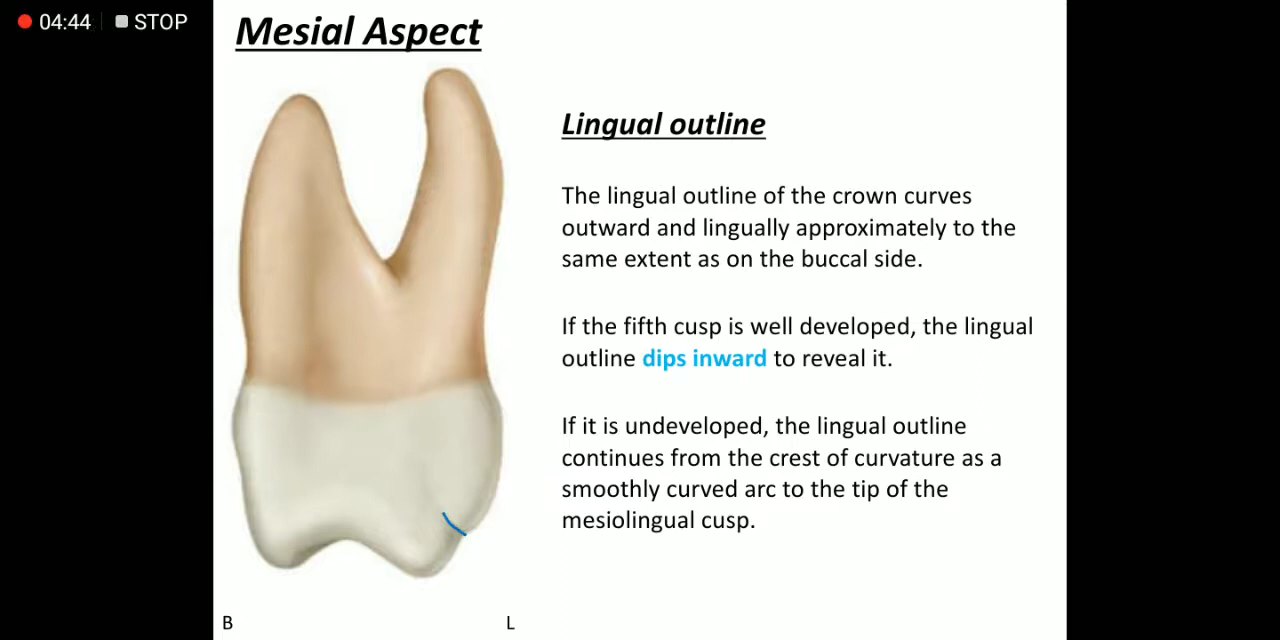 04:44 STOP
Mesial Aspect
Lingual outline
The lingual outline of the crown curves
outward and lingually approximately to the
same extent as on the buccal side.
If the fifth cusp is well developed, the lingual
outline dips inward to reveal it.
If it is undeveloped, the lingual outline
continues from the crest of curvature as a
smoothly curved arc to the tip of the
mesiolingual cusp.
B L